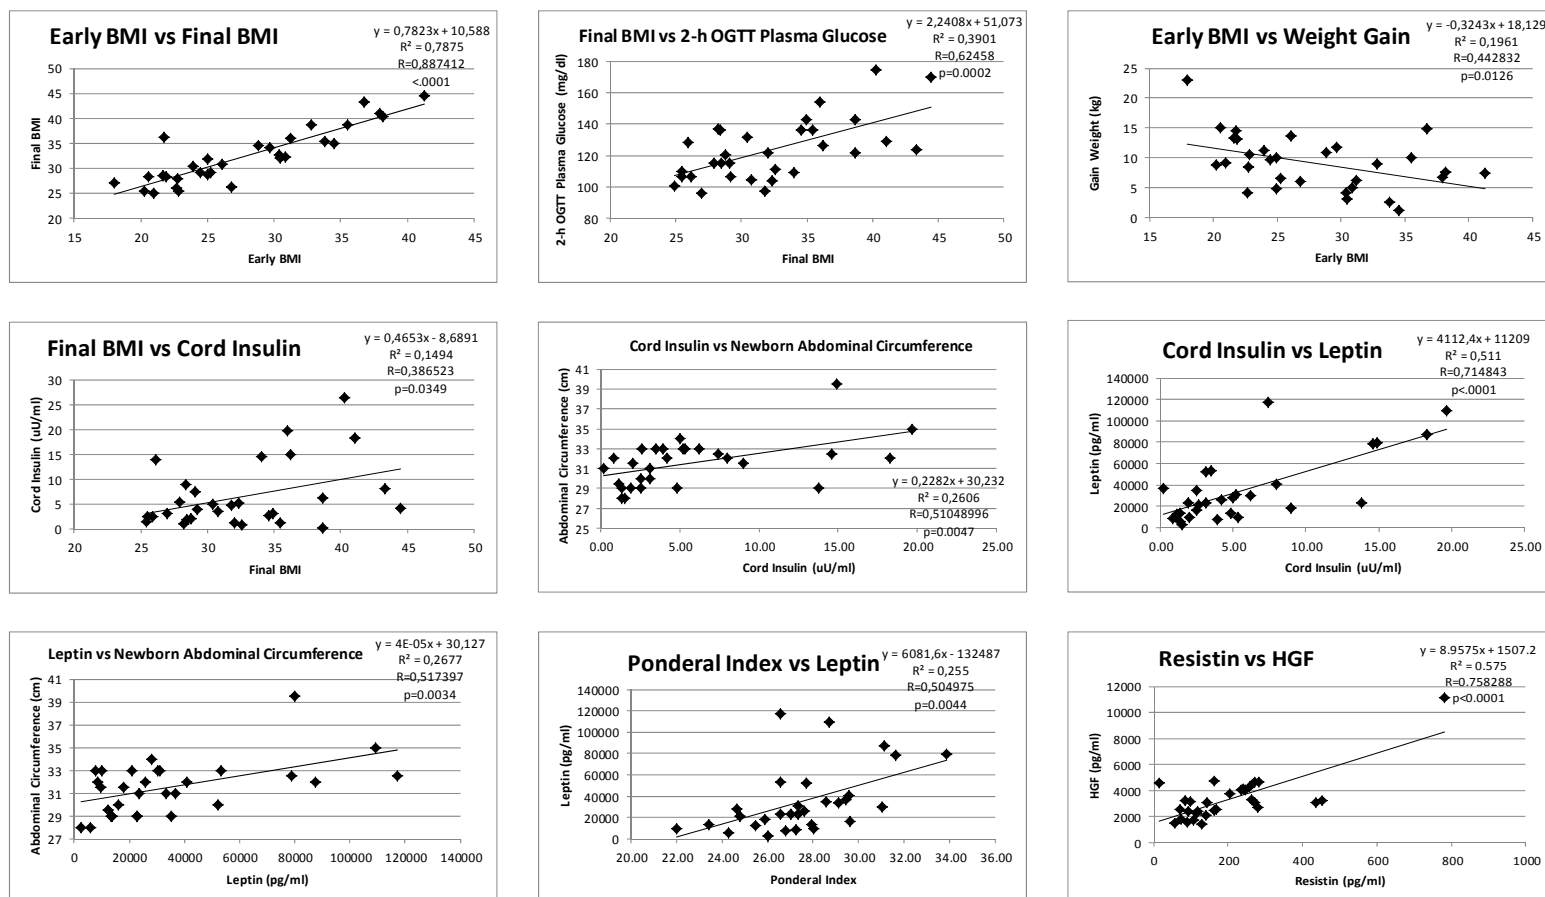 Early BMI vs Final BMI
y = 0,7823x + 10,588
R² = 0,7875
R=0,887412
<.0001
Final BMI
50
45
40
35
30
25
20
15 20 25 30 35 40 45
Early BMI
Final BMI vs 2-h OGTT Plasma Glucose
y = 2,2408x + 51,073
R² = 0,3901
R=0,62458
p=0.0002
2-h OGTT Plasma Glucose (mg/dl)
180
160
140
120
100
80
20 25 30 35 40 45 50
Final BMI
Early BMI vs Weight Gain
y = -0,3243x + 18,129
R² = 0,1961
R=0,442832
p=0.0126
Gain Weight (kg)
25
20
15
10
5
0
15 20 25 30 35 40 45
Early BMI
Final BMI vs Cord Insulin
y = 0,4653x - 8,6891
R² = 0,1494
R=0,386523
p=0.0349
Cord Insulin (uU/ml)
30
25
20
15
10
5
0
20 25 30 35 40 45 50
Final BMI
Cord Insulin vs Newborn Abdominal Circumference
Abdominal Circumference (cm)
41
39
37
35
33
31
29
27
25
y = 0,2282x + 30,232
R² = 0,2606
R=0,51048996
p=0.0047
0.00 5.00 10.00 15.00 20.00 25.00
Cord Insulin (uU/ml)
Cord Insulin vs Leptin
y = 4112,4x + 11209
R² = 0,511
R=0,714843
p<.0001
Leptin (pg/ml)
140000
120000
100000
80000
60000
40000
20000
0
0.00 5.00 10.00 15.00 20.00 25.00
Cord Insulin (uU/ml)
Leptin vs Newborn Abdominal Circumference
y = 4E-05x + 30,127
R² = 0,2677
R=0,517397
p=0.0034
Abdominal Circumference (cm)
41
39
37
35
33
31
29
27
0 20000 40000 60000 80000 100000 120000 140000
Leptin (pg/ml)
Ponderal Index vs Leptin
y = 6081,6x - 132487
R² = 0,255
R=0,504975
p=0.0044
Leptin (pg/ml)
140000
120000
100000
80000
60000
40000
20000
0
20.00 22.00 24.00 26.00 28.00 30.00 32.00 34.00 36.00
Ponderal Index
Resistin vs HGF
y = 8.9575x + 1507.2
R² = 0.575
R=0.758288
p<0.0001
HGF (pg/ml)
12000
10000
8000
6000
4000
2000
0
0 200 400 600 800 1000
Resistin (pg/ml)